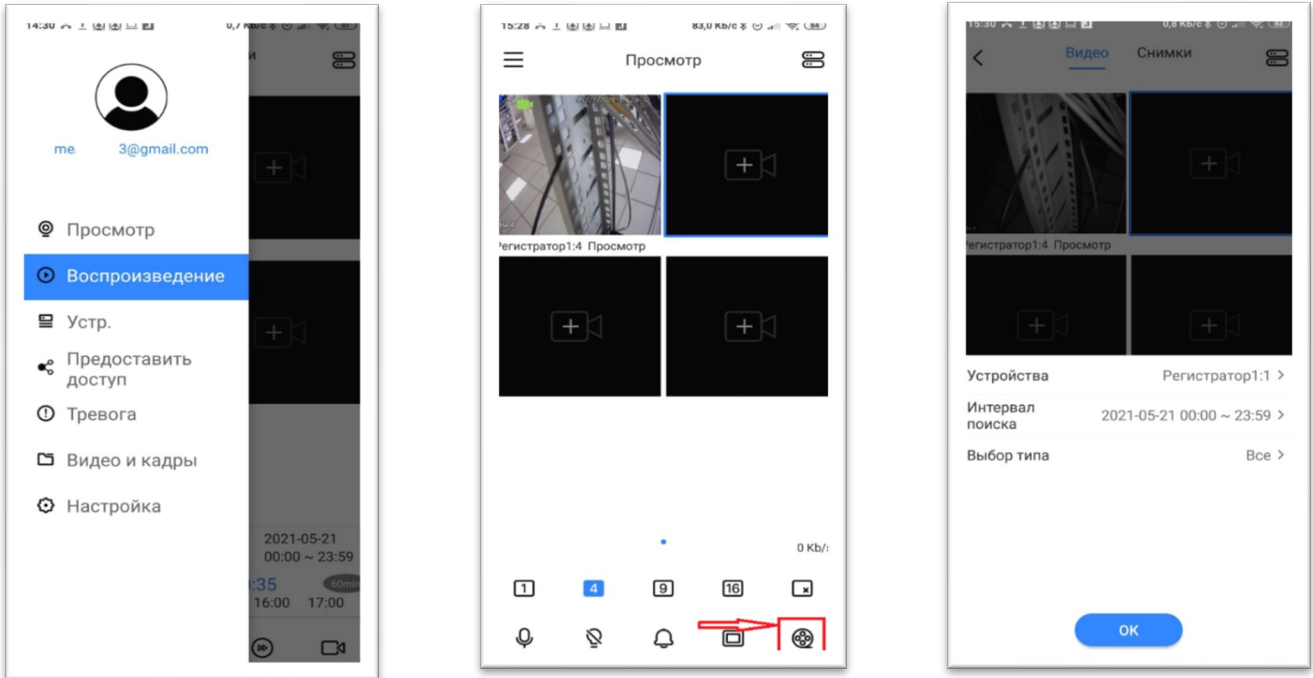 14:30
0,7 КБ/с
me. 3@gmail.com
Просмотр
Воспроизведение
Устр.
Предоставить
доступ
Тревога
Видео и кадры
Настройка
2021-05-21
00:00 ~ 23:59
:35
60min
16:00 17:00
15:28
83,0 КБ/с
84
Просмотр
Регистратор1:4 Просмотр
0 Kb/
1 4 9 16
15:30
0,8 КБ/с
Видео Снимки
Регистратор1:4 Просмотр
Устройства Регистратор1:1 >
Интервал
поиска
2021-05-21 00:00 ~ 23:59 >
Выбор типа Все >
ОК